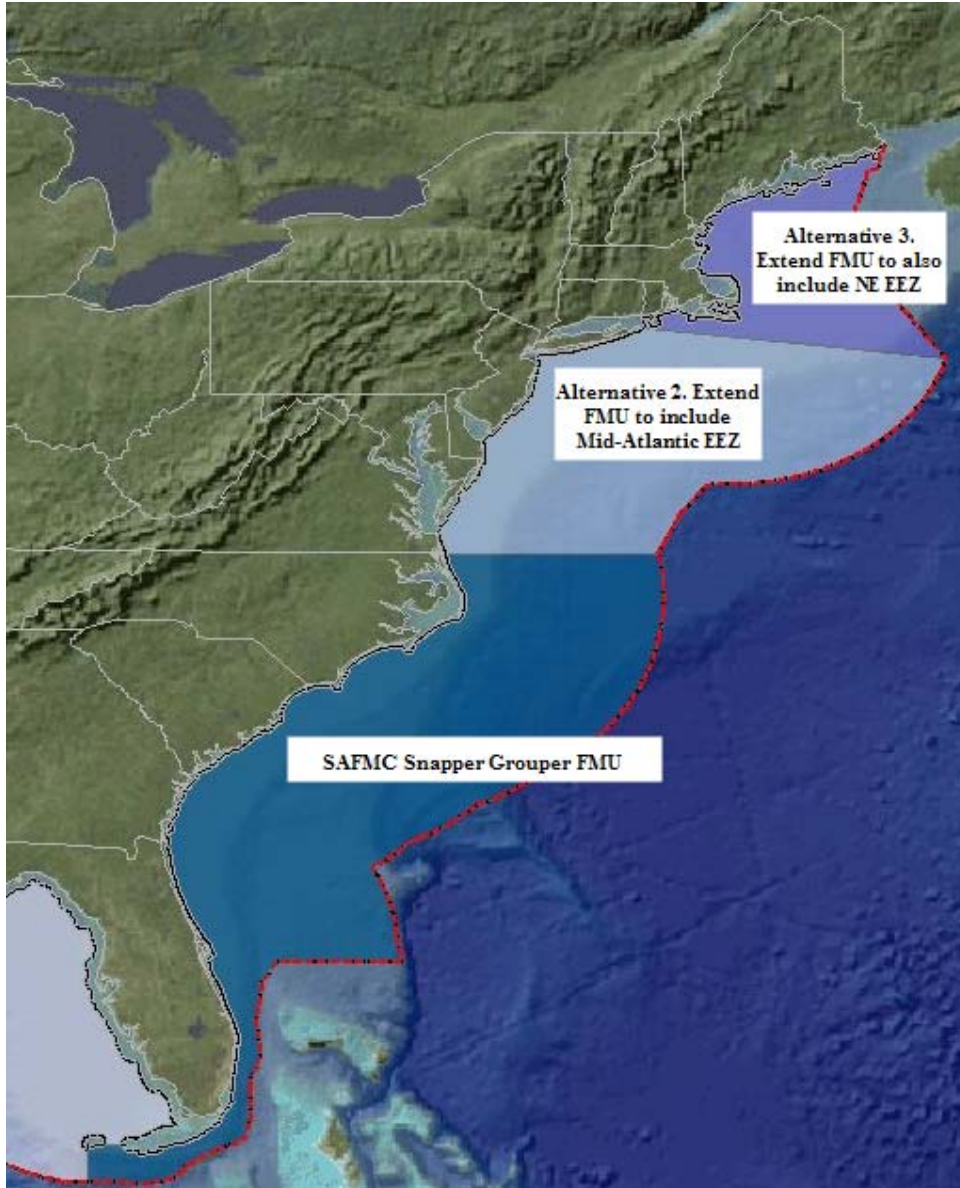 Alternative 3.
Extend FMU to also
include NE EEZ
Alternative 2. Extend
FMU to include
Mid-Atlantic EEZ
SAFMC Snapper Grouper FMU